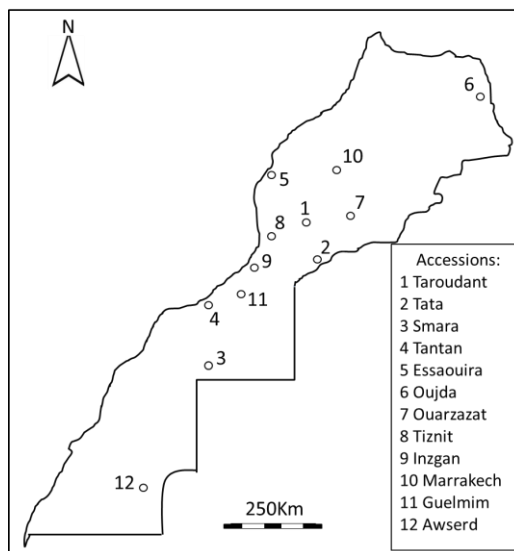 N
6
10
5
7
1
8
2
9
11
4
3
12
250Km
Accessions:
1 Taroudant
2 Tata
3 Smara
4 Tantan
5 Essaouira
6 Oujda
7 Ouarzazat
8 Tiznit
9 Inzgan
10 Marrakech
11 Guelmim
12 Awserd